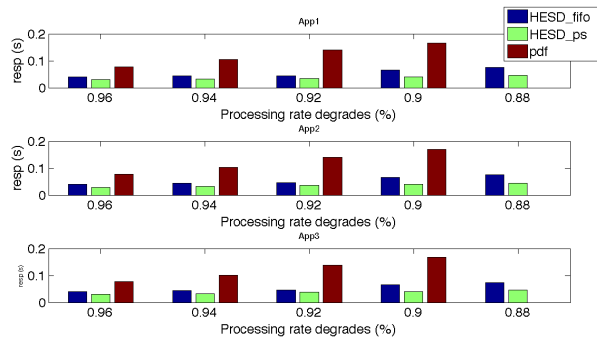 App1
HESD_fifo
HESD_ps
pdf
0.2
0.1
0
resp (s)
0.96 0.94 0.92 0.9 0.88
Processing rate degrades (%)
App2
0.2
0.1
0
resp (s)
0.96 0.94 0.92 0.9 0.88
Processing rate degrades (%)
App3
0.2
0.1
0
resp (s)
0.96 0.94 0.92 0.9 0.88
Processing rate degrades (%)